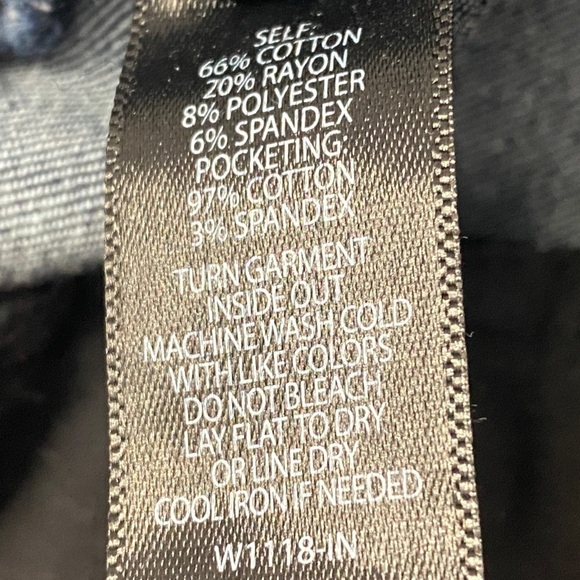 SELF:
66% COTTON
20% RAYON
8% POLYESTER
6% SPANDEX
POCKETING:
97% COTTON
3% SPANDEX
TURN GARMENT
INSIDE OUT
MACHINE WASH COLD
WITH LIKE COLORS
DO NOT BLEACH
LAY FLAT TO DRY
OR LINE DRY
COOL IRON IF NEEDED
W1118-IN